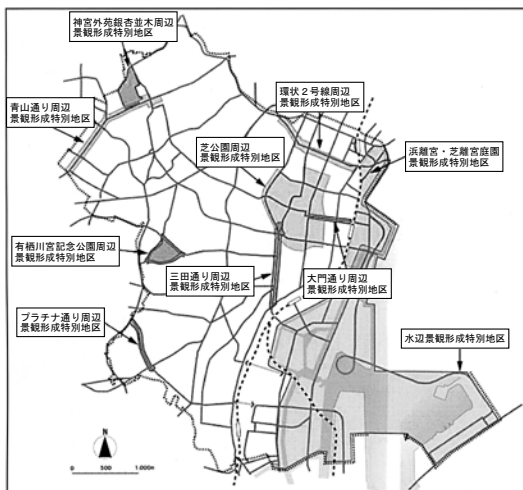 神宮外苑銀杏並木周辺
景観形成特別地区
環状２号線周辺
景観形成特別地区
青山通り周辺
景観形成特別地区
芝公園周辺
景観形成特別地区
浜離宮・芝離宮庭園
景観形成特別地区
有栖川宮記念公園周辺
景観形成特別地区
三田通り周辺
景観形成特別地区
大門通り周辺
景観形成特別地区
プラチナ通り周辺
景観形成特別地区
水辺景観形成特別地区
N
0 500 1,000m